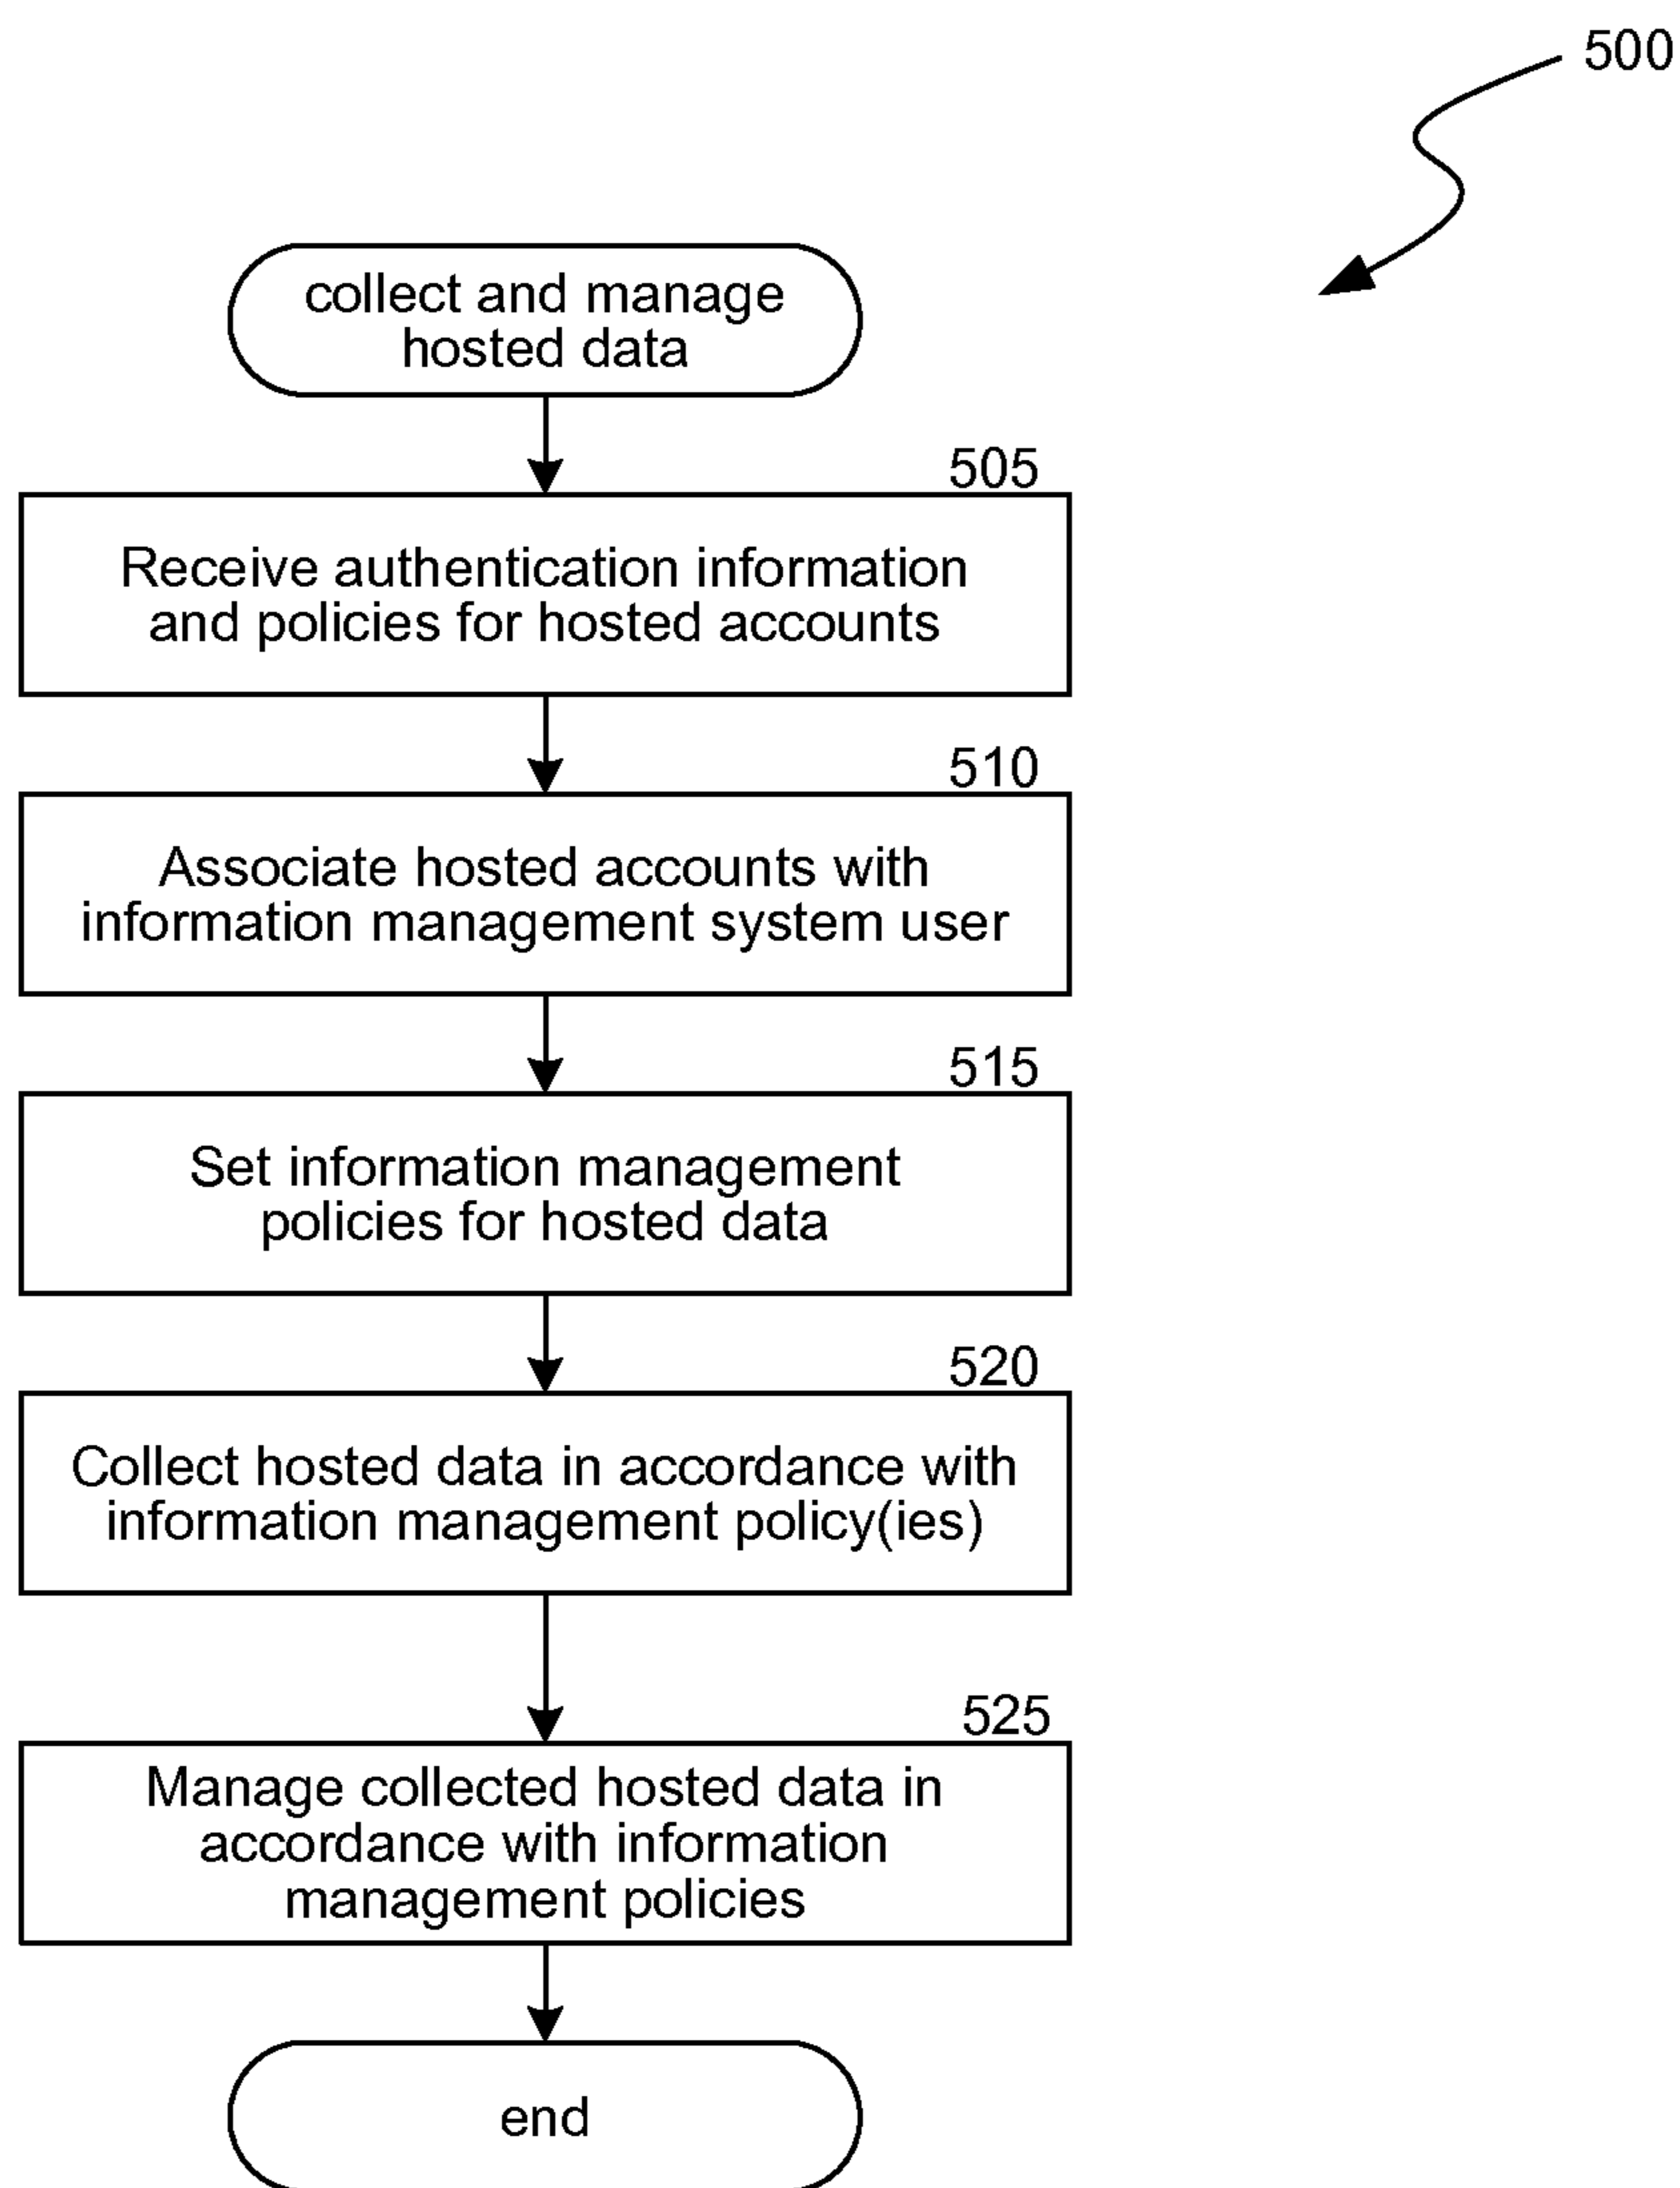 500
collect and manage
hosted data
505
Receive authentication information
and policies for hosted accounts
510
Associate hosted accounts with
information management system user
515
Set information management
policies for hosted data
520
Collect hosted data in accordance with
information management policy(ies)
525
Manage collected hosted data in
accordance with information
management policies
end